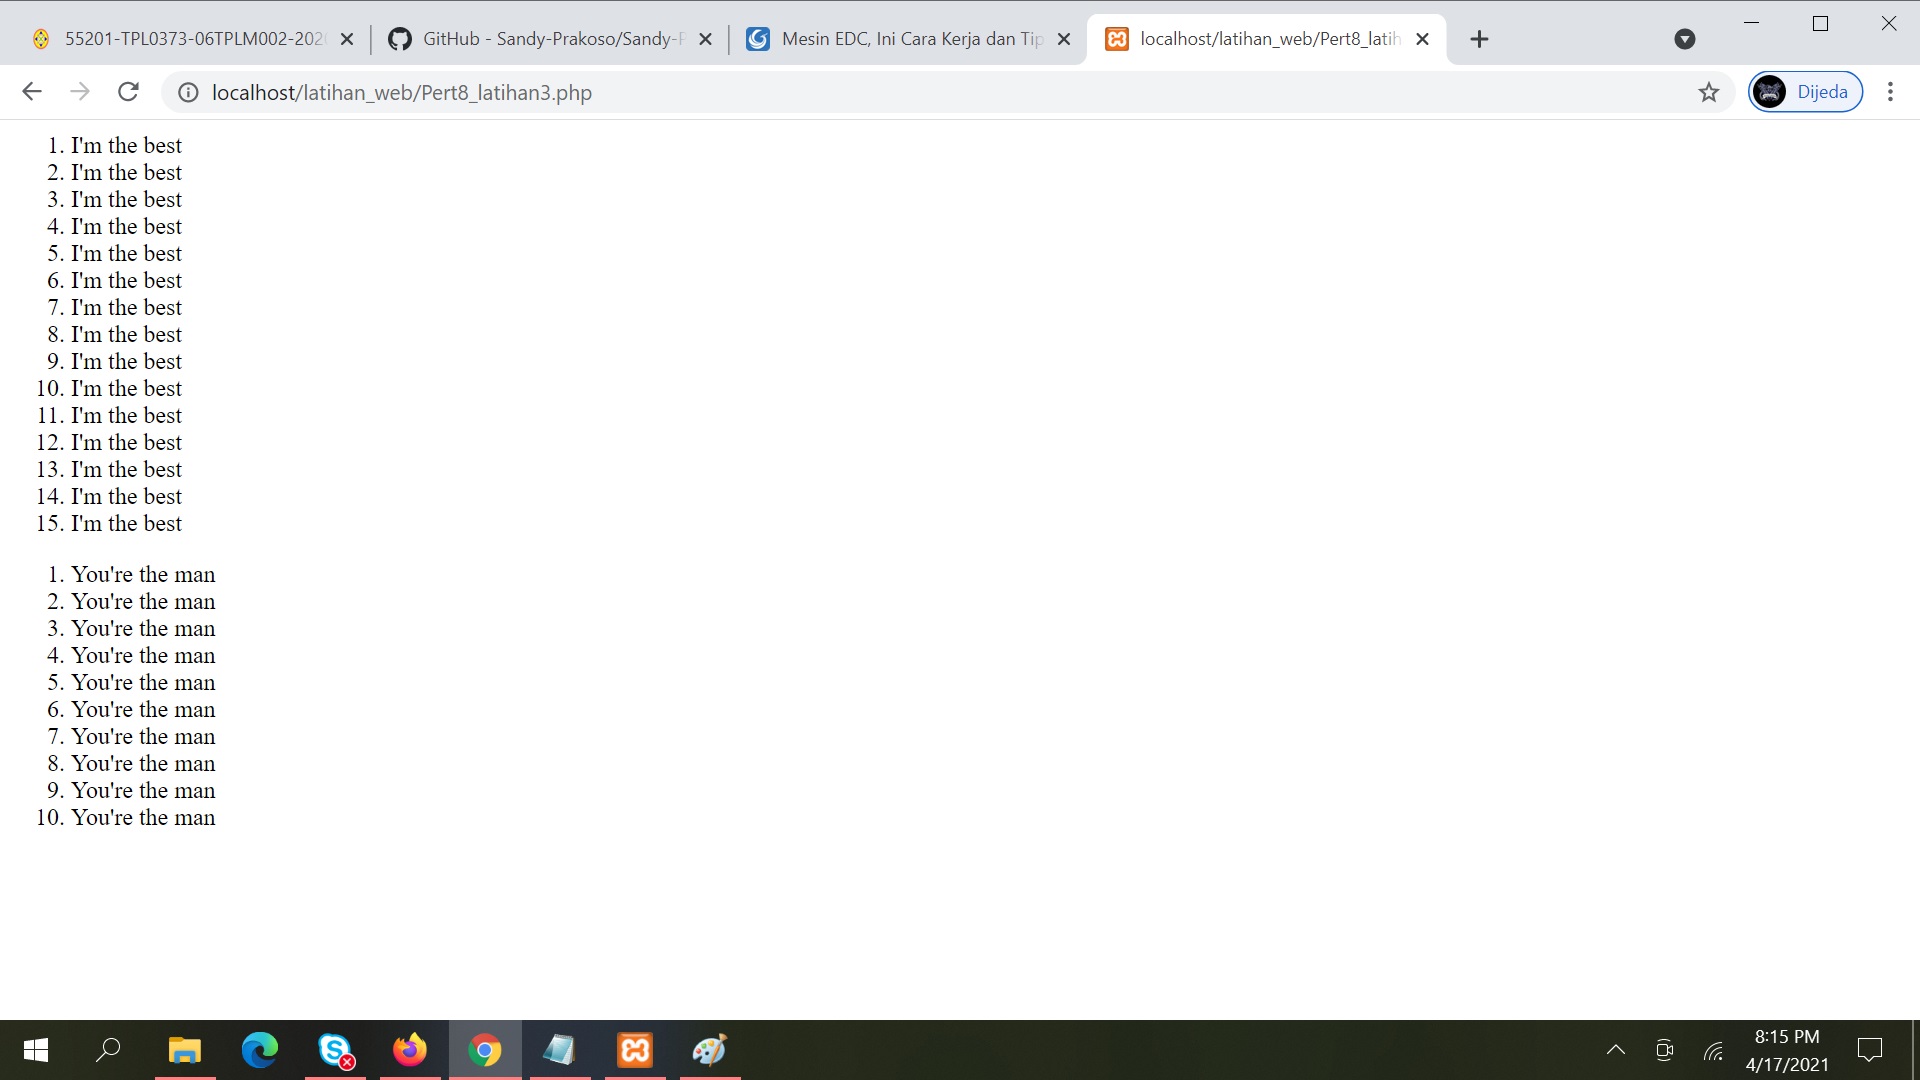 55201-TPL0373-06TPLM002-202
GitHub - Sandy-Prakoso/Sandy-P
Mesin EDC, Ini Cara Kerja dan Tip
localhost/latihan_web/Pert8_latih
localhost/latihan_web/Pert8_latihan3.php
Dijeda
1. I'm the best
2. I'm the best
3. I'm the best
4. I'm the best
5. I'm the best
6. I'm the best
7. I'm the best
8. I'm the best
9. I'm the best
10. I'm the best
11. I'm the best
12. I'm the best
13. I'm the best
14. I'm the best
15. I'm the best
1. You're the man
2. You're the man
3. You're the man
4. You're the man
5. You're the man
6. You're the man
7. You're the man
8. You're the man
9. You're the man
10. You're the man
8:15 PM
4/17/2021